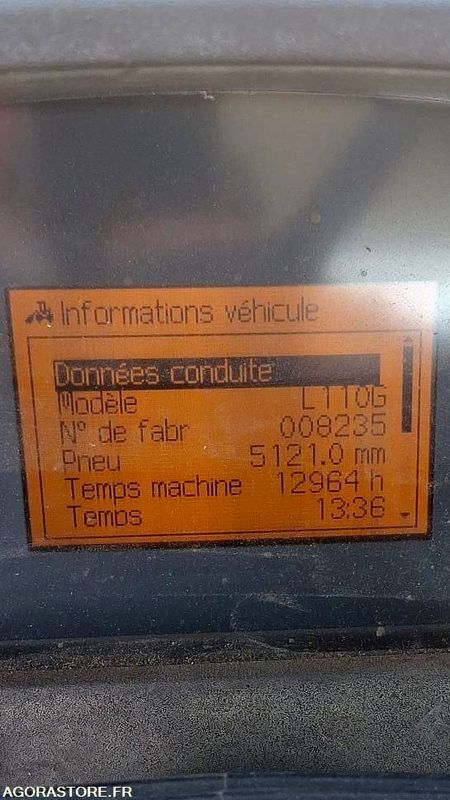 Informations véhicule
Données conduite
Modèle L110G
N° de fabr 008235
Pneu 5121.0 mm
Temps machine 12964 h
Temps 13:36
AGORASTORE.FR